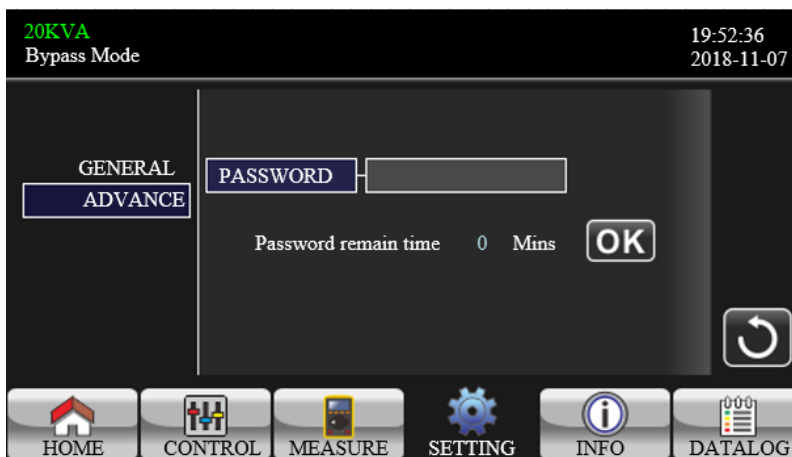 20KVA
Bypass Mode
19:52:36
2018-11-07
GENERAL
ADVANCE
PASSWORD
Password remain time 0 Mins
OK
HOME
CONTROL
MEASURE
SETTING
INFO
DATALOG